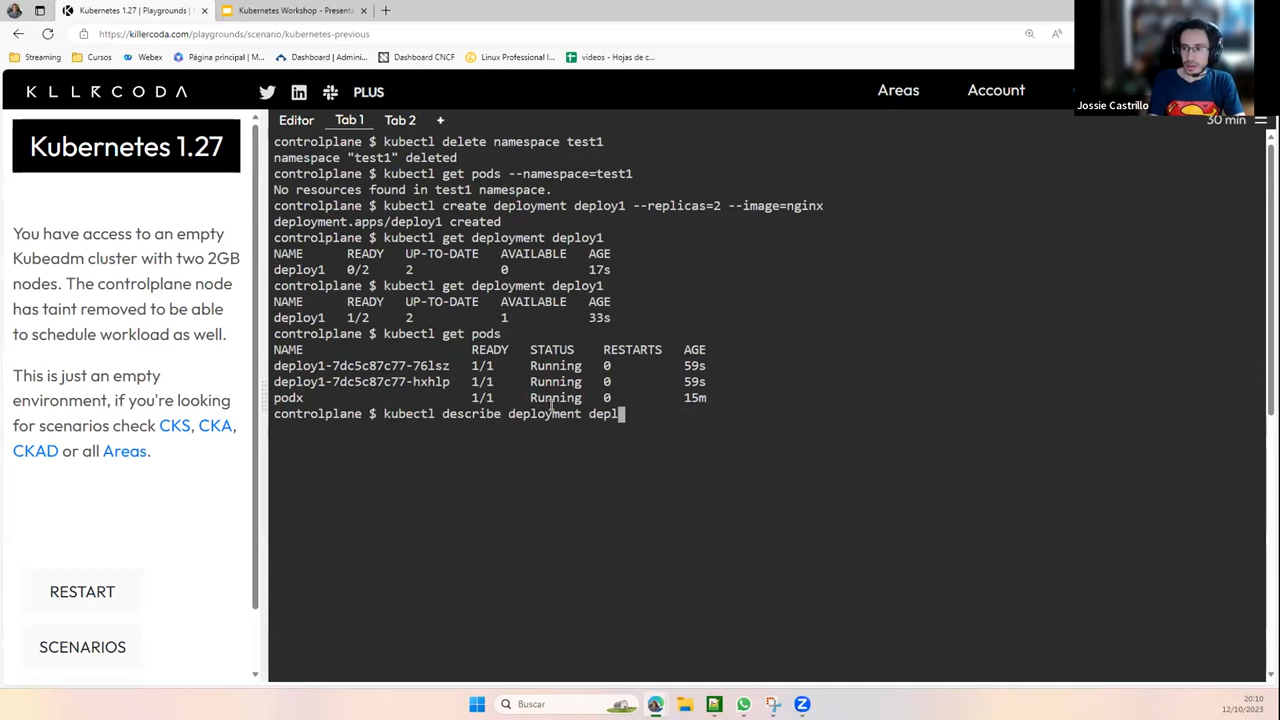 Kubernetes 1.27 | Playgrounds |
Kubernetes Workshop - Presenta
https://killercoda.com/playgrounds/scenario/kubernetes-previous
Streaming
Cursos
Webex
Página principal | M...
Dashboard | Admini...
Dashboard CNCF
Linux Professional I...
videos - Hojas de c...
Jossie Castrillo
KLLRCODA
PLUS
Areas
Account
Kubernetes 1.27
You have access to an empty
Kubeadm cluster with two 2GB
nodes. The controlplane node
has taint removed to be able
to schedule workload as well.
This is just an empty
environment, if you're looking
for scenarios check CKS, CKA,
CKAD or all Areas.
RESTART
SCENARIOS
Editor
Tab 1
Tab 2
+
30 min
controlplane $ kubectl delete namespace test1
namespace "test1" deleted
controlplane $ kubectl get pods --namespace=test1
No resources found in test1 namespace.
controlplane $ kubectl create deployment deploy1 --replicas=2 --image=nginx
deployment.apps/deploy1 created
controlplane $ kubectl get deployment deploy1
NAME READY UP-TO-DATE AVAILABLE AGE
deploy1 0/2 2 0 17s
controlplane $ kubectl get deployment deploy1
NAME READY UP-TO-DATE AVAILABLE AGE
deploy1 1/2 2 1 33s
controlplane $ kubectl get pods
NAME READY STATUS RESTARTS AGE
deploy1-7dc5c87c77-76lsz 1/1 Running 0 59s
deploy1-7dc5c87c77-hxhlp 1/1 Running 0 59s
podx 1/1 Running 0 15m
controlplane $ kubectl describe deployment depl
Buscar
20:10
12/10/2023